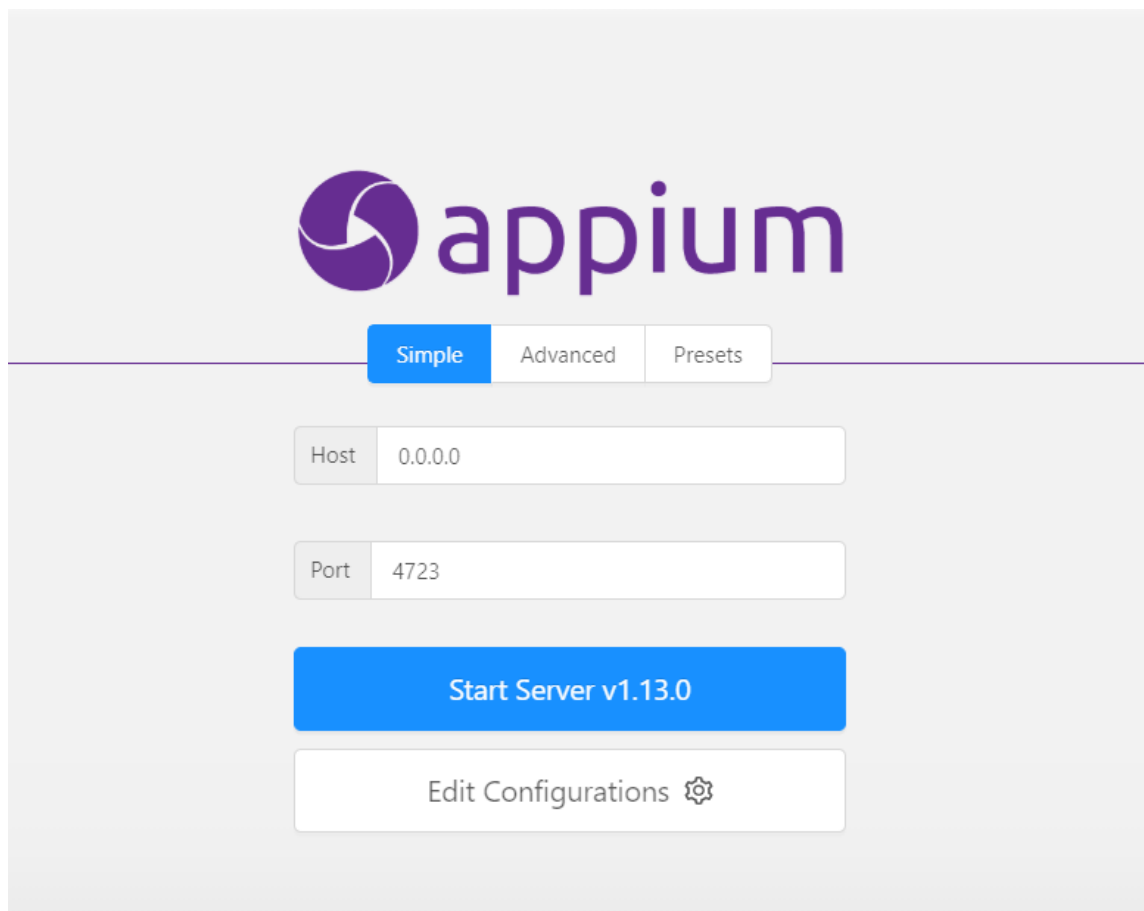 appium
Simple Advanced Presets
Host 0.0.0.0
Port 4723
Start Server v1.13.0
Edit Configurations